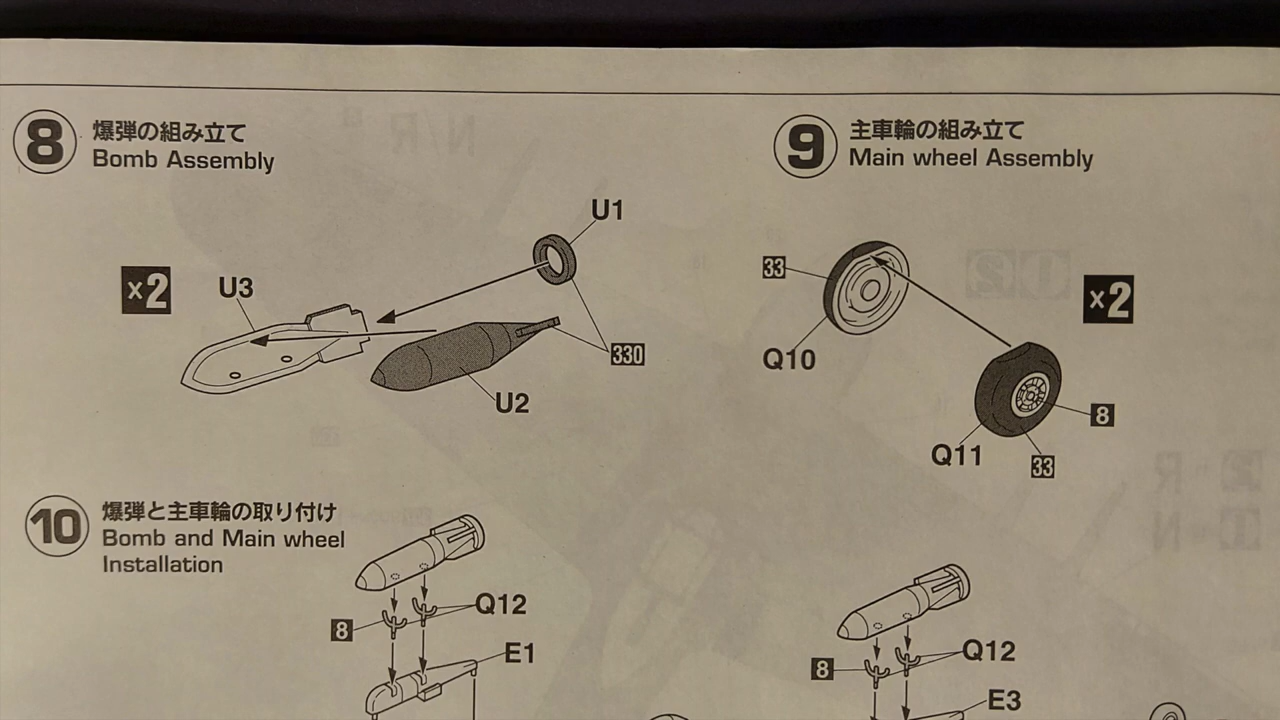 8
爆弾の組み立て
Bomb Assembly
U1
×2
U3
330
U2
9
主車輪の組み立て
Main wheel Assembly
33
×2
Q10
8
Q11
33
10
爆弾と主車輪の取り付け
Bomb and Main wheel
Installation
Q12
8
E1
Q12
8
E3